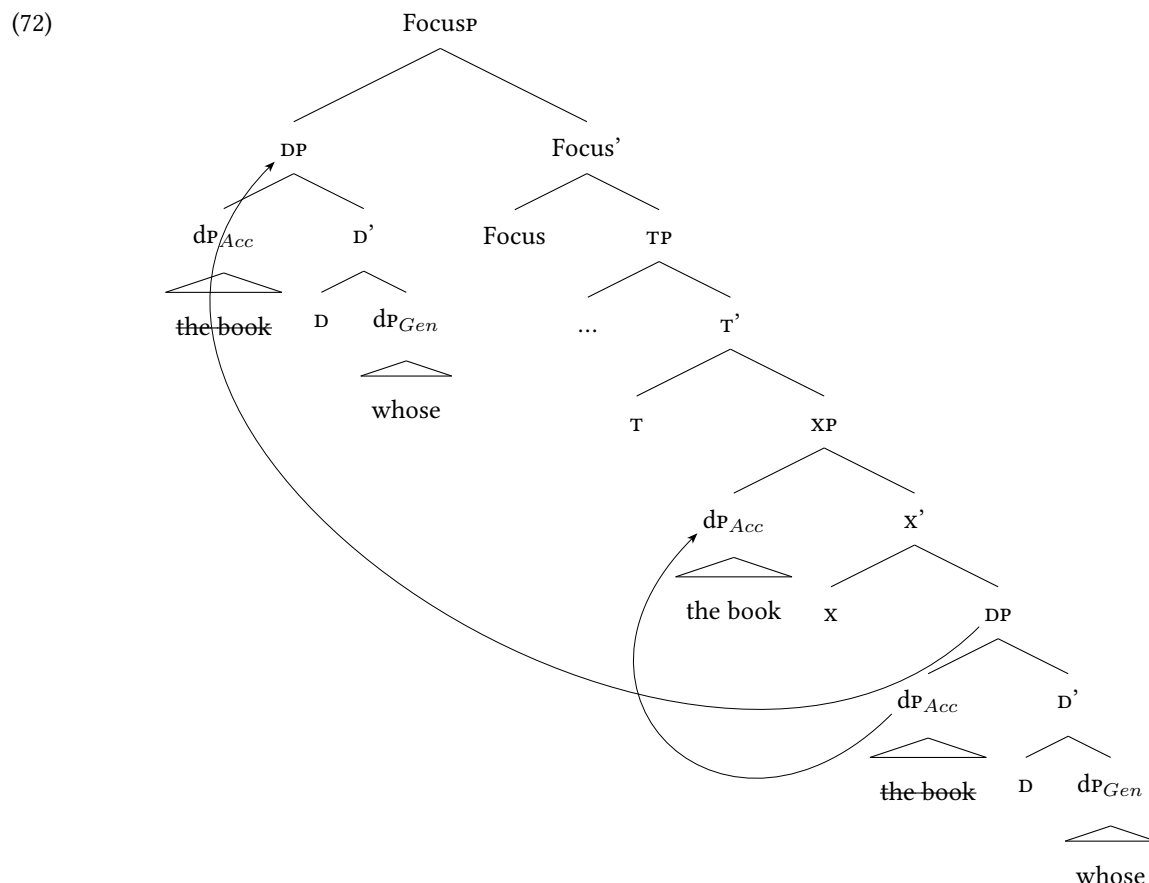 (72)
FocusP
DP Focus’
dP_Acc D’ Focus TP
the book D dP_Gen ... T’
whose T XP
dP_Acc X’
the book X DP
dP_Acc D’
the book D dP_Gen
whose